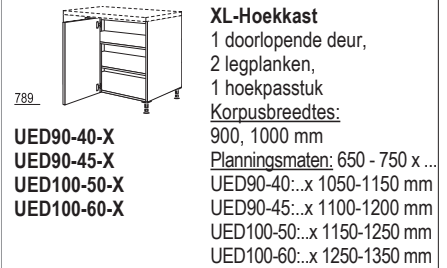 789
UED90-40-X
UED90-45-X
UED100-50-X
UED100-60-X
XL-Hoekkast
1 doorlopende deur,
2 legplanken,
1 hoekpasstuk
Korpusbreedtes:
900, 1000 mm
Planningsmaten: 650 - 750 x ...
UED90-40:..x 1050-1150 mm
UED90-45:..x 1100-1200 mm
UED100-50:..x 1150-1250 mm
UED100-60:..x 1250-1350 mm